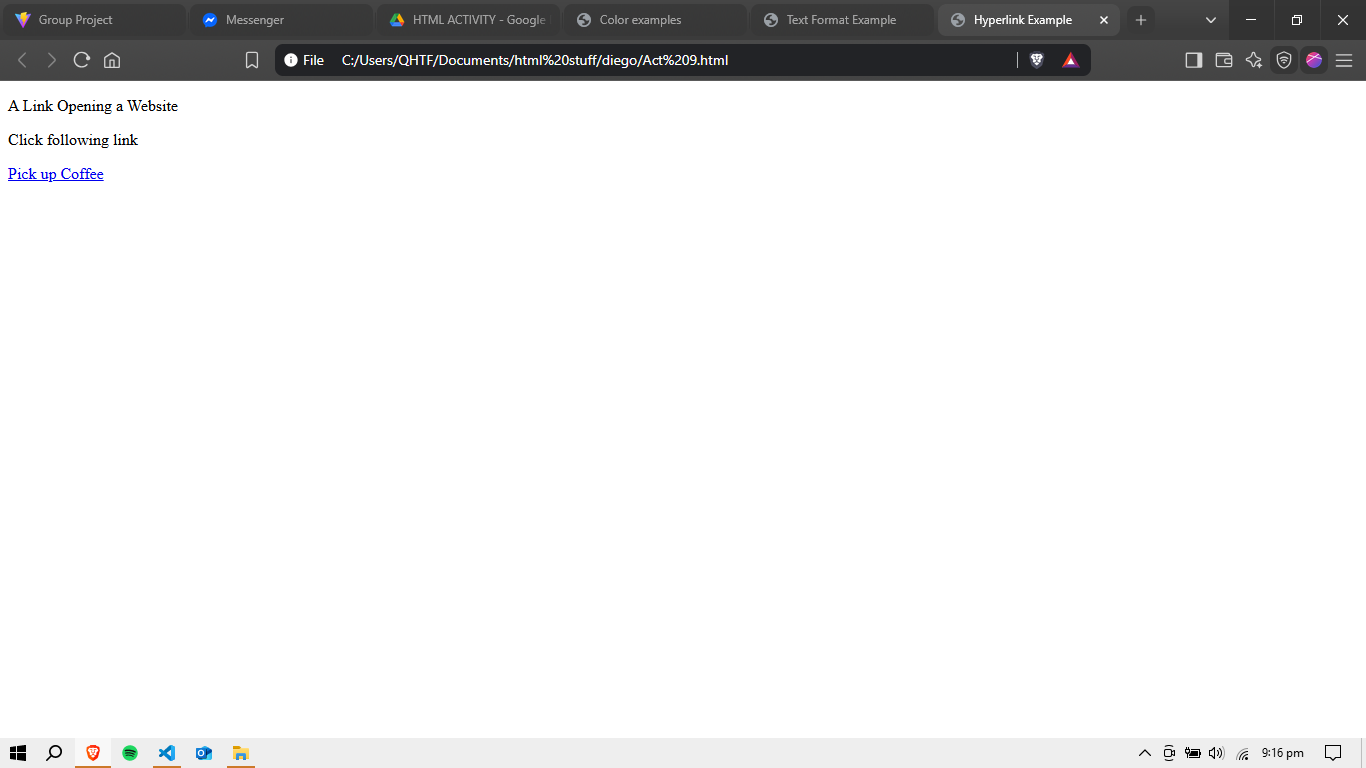 Group Project
Messenger
HTML ACTIVITY - Google
Color examples
Text Format Example
Hyperlink Example
File C:/Users/QHTF/Documents/html%20stuff/diego/Act%209.html
A Link Opening a Website
Click following link
Pick up Coffee
9:16 pm